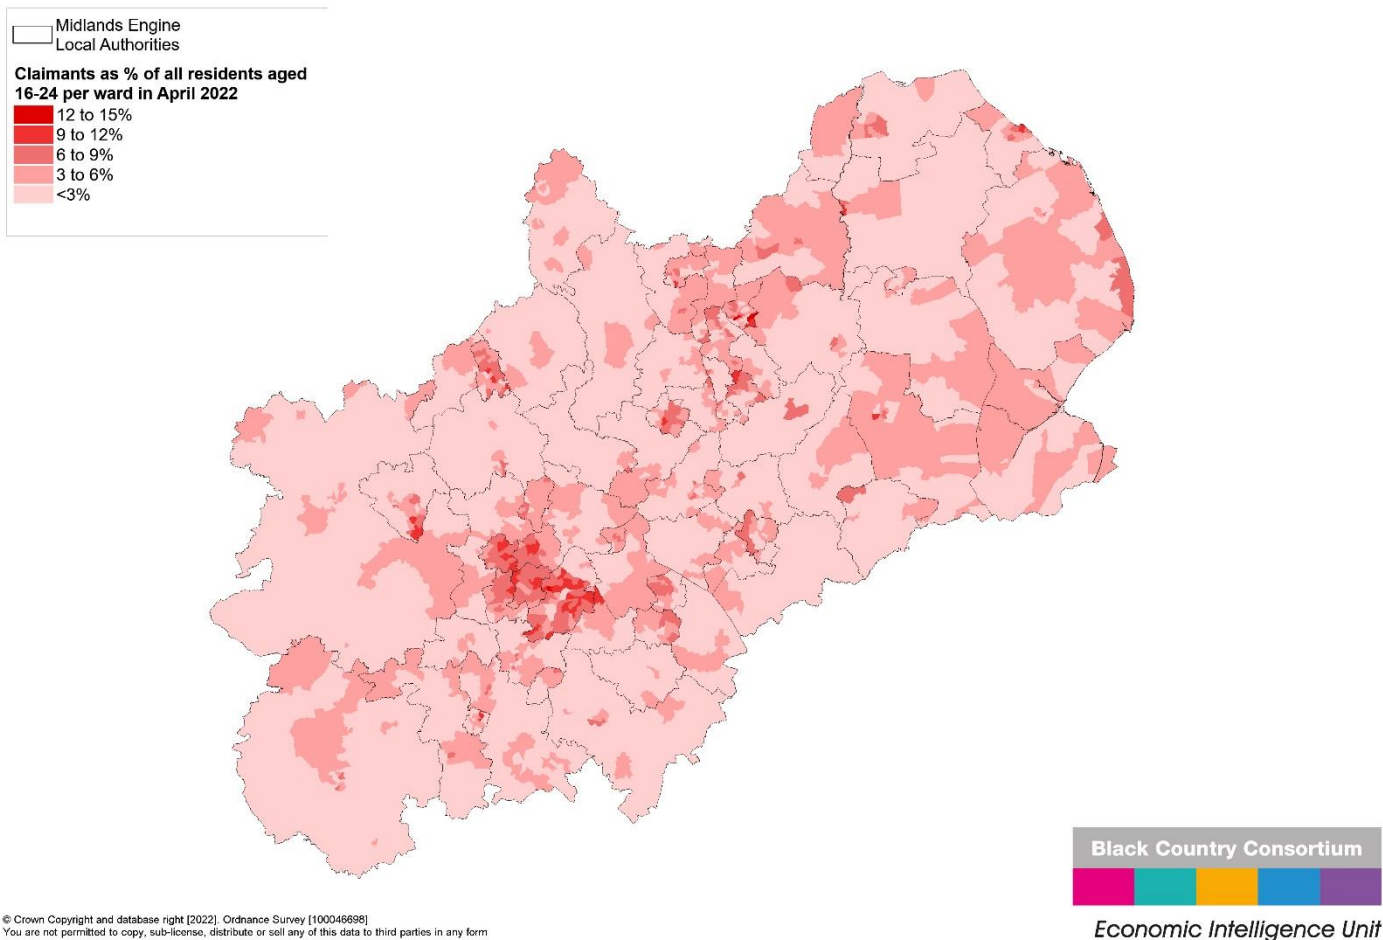 Midlands Engine
Local Authorities
Claimants as % of all residents aged
16-24 per ward in April 2022
12 to 15%
9 to 12%
6 to 9%
3 to 6%
<3%
Black Country Consortium
Economic Intelligence Unit
© Crown Copyright and database right [2022]. Ordnance Survey [100046698]
You are not permitted to copy, sub-license, distribute or sell any of this data to third parties in any form